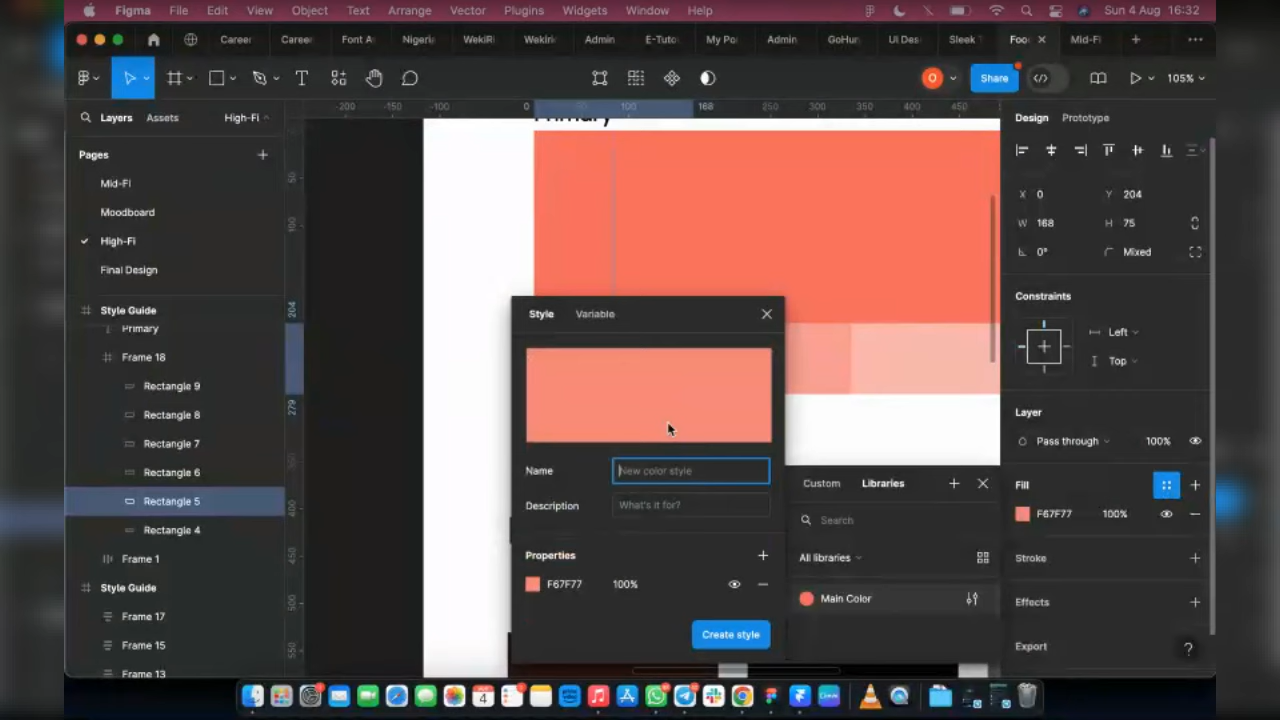 Figma File Edit View Object Text Arrange Vector Plugins Widgets Window Help Sun 4 Aug 16:32
Career Caree Font A Nigeria WekiRi WekiRi Admin E-Tuto My Po Admin GoHun UI Des Sleek Foo Mid-Fi
O Share 105%
Layers Assets High-Fi
Pages
Mid-Fi
Moodboard
High-Fi
Final Design
Style Guide
Primary
Frame 18
Rectangle 9
Rectangle 8
Rectangle 7
Rectangle 6
Rectangle 5
Rectangle 4
Frame 1
Style Guide
Frame 17
Frame 15
Frame 13
-200 -150 -100 0 50 100 168 250 300 350 400 450
50
100
204
279
350
400
450
500
550
Primary
Style Variable
Name New color style
Description What's it for?
Properties
F67F77 100%
Create style
Custom Libraries
Search
All libraries
Main Color
Design Prototype
X 0 Y 204
W 168 H 75
0° Mixed
Constraints
Left
Top
Layer
Pass through 100%
Fill
F67F77 100%
Stroke
Effects
Export
?